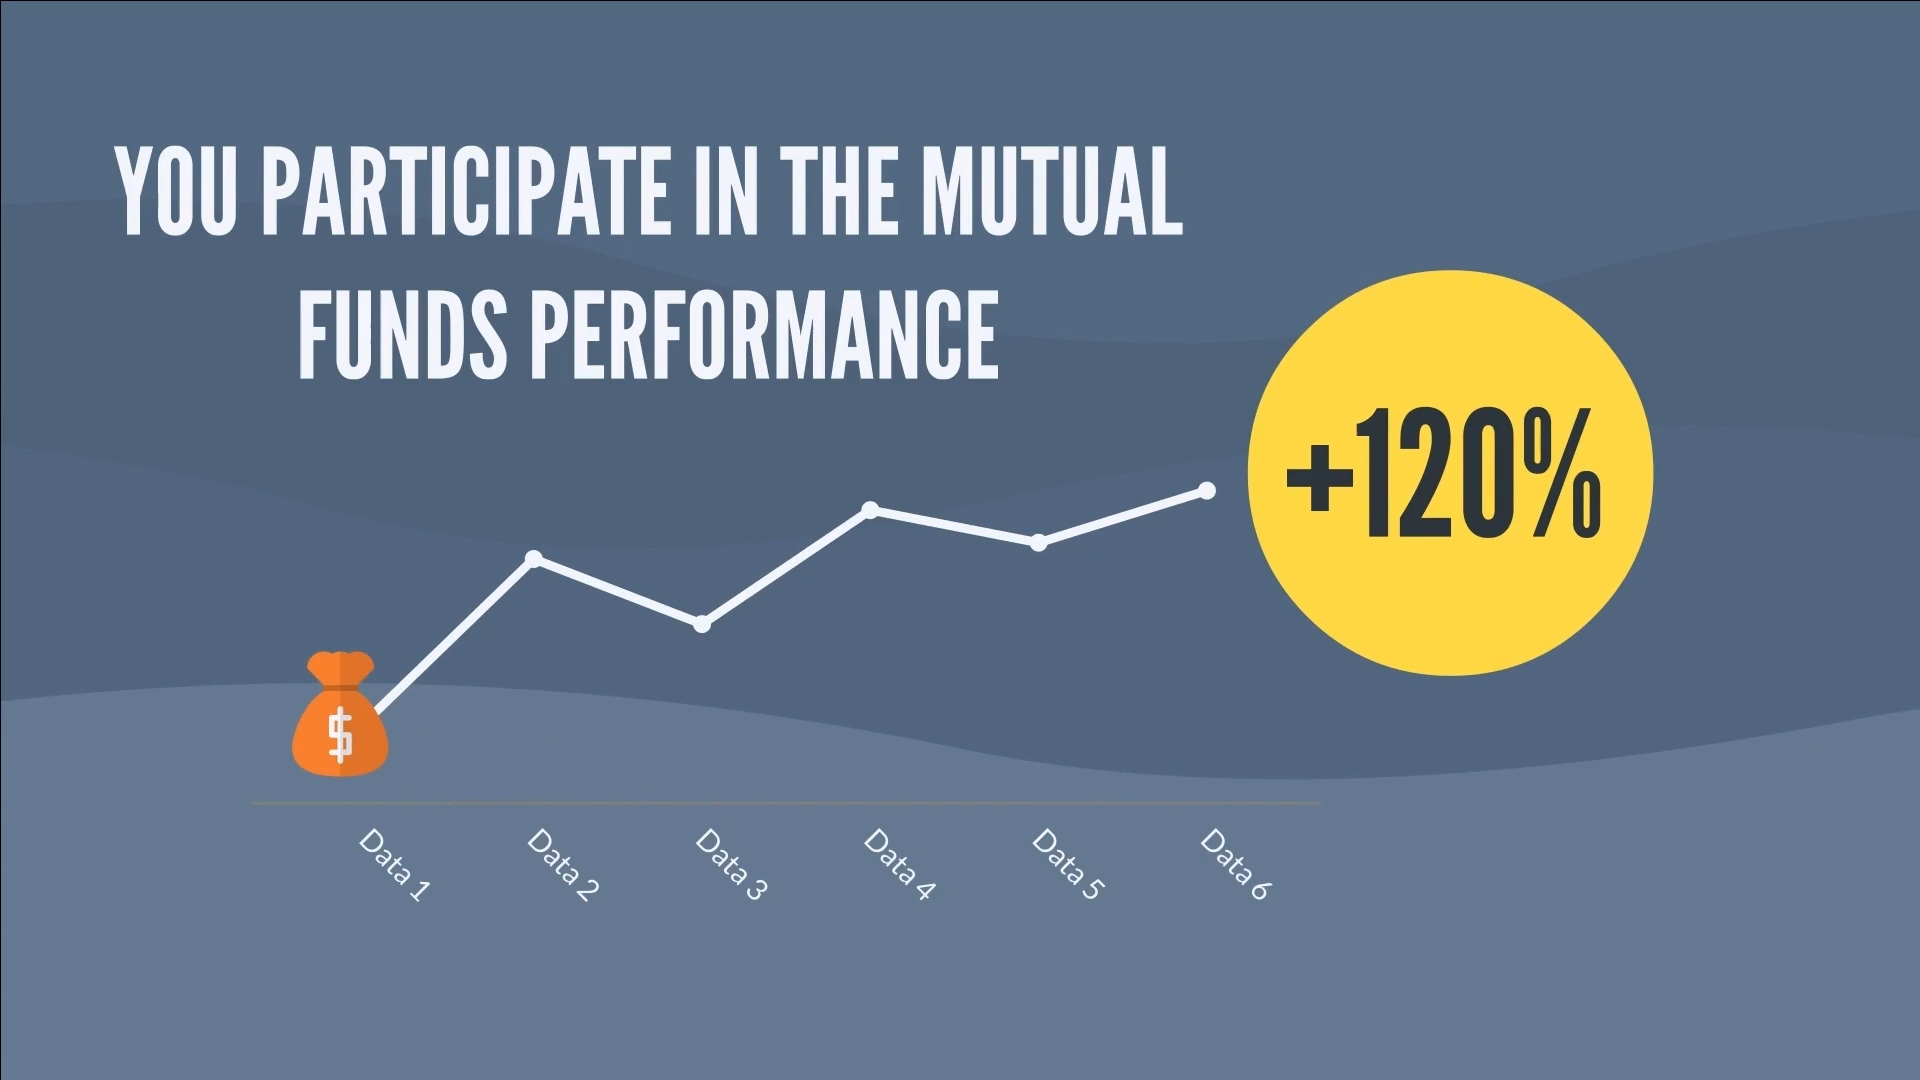 YOU PARTICIPATE IN THE MUTUAL
FUNDS PERFORMANCE
+120%
$
Data 1
Data 2
Data 3
Data 4
Data 5
Data 6